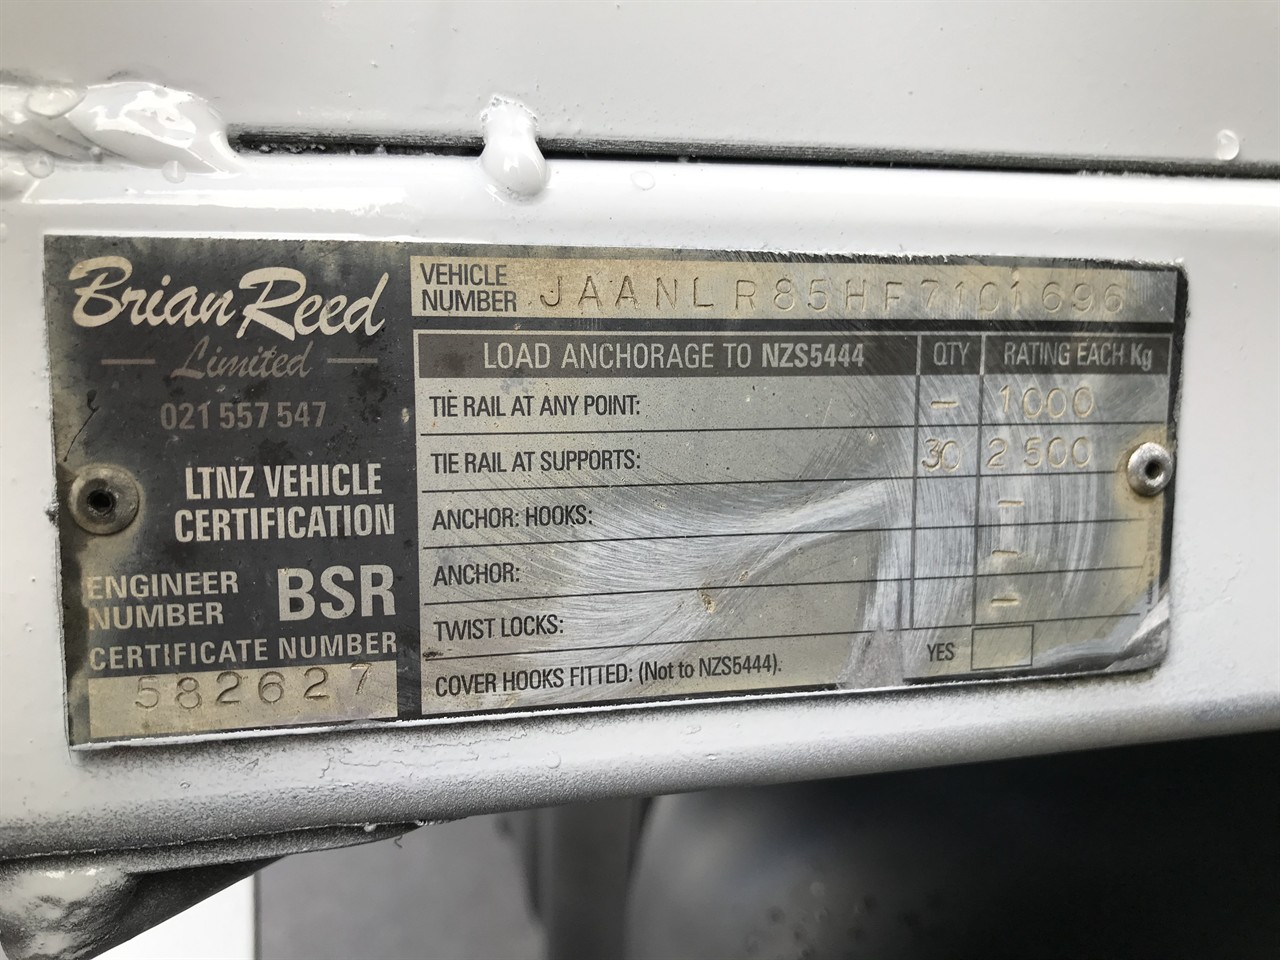 Brian Reed
Limited
021 557 547
LTNZ VEHICLE
CERTIFICATION
ENGINEER
NUMBER BSR
CERTIFICATE NUMBER
582627
VEHICLE
NUMBER JAANLR85HF7101696
LOAD ANCHORAGE TO NZS5444 QTY RATING EACH Kg
TIE RAIL AT ANY POINT: – 1000
TIE RAIL AT SUPPORTS: 30 2500
ANCHOR: HOOKS: –
ANCHOR: –
TWIST LOCKS: –
COVER HOOKS FITTED: (Not to NZS5444). YES